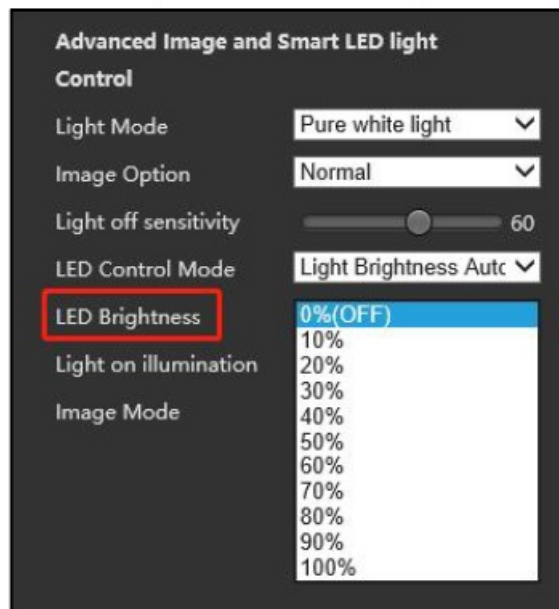 Advanced Image and Smart LED light
Control
Light Mode
Pure white light
Image Option
Normal
Light off sensitivity
60
LED Control Mode
Light Brightness Autc
LED Brightness
0%(OFF)
10%
Light on illumination
20%
30%
Image Mode
40%
50%
60%
70%
80%
90%
100%